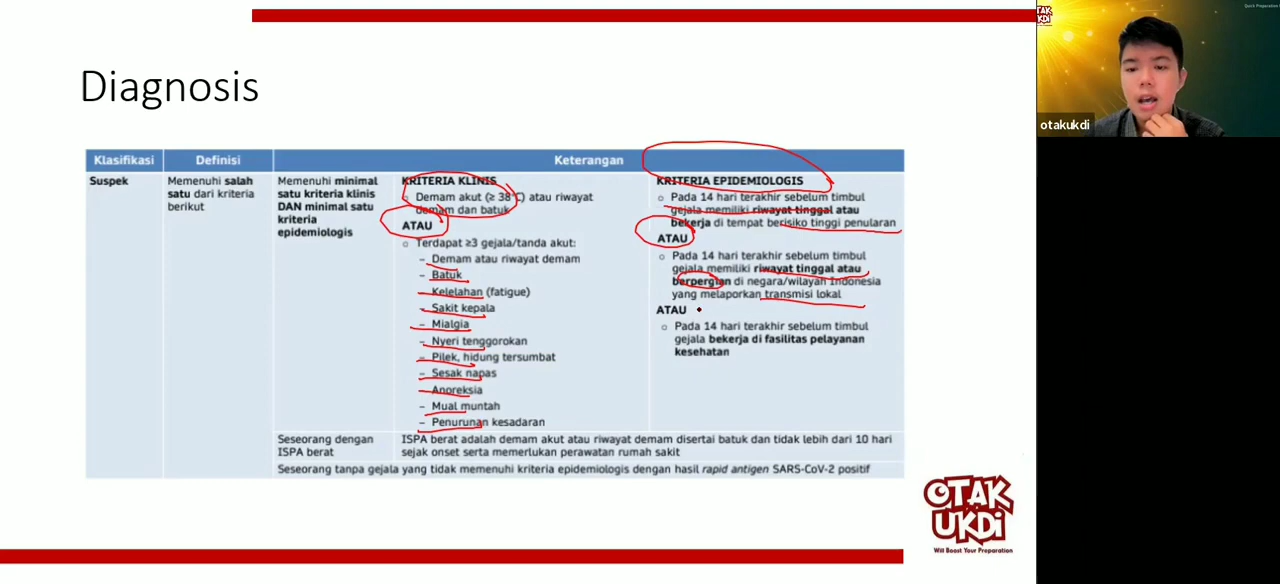 Diagnosis
Klasifikasi
Definisi
Keterangan
Suspek
Memenuhi salah
satu dari kriteria
berikut
Memenuhi minimal
satu kriteria klinis
DAN minimal satu
kriteria
epidemiologis
KRITERIA KLINIS
○ Demam akut (≥ 38°C) atau riwayat
demam dan batuk
ATAU
○ Terdapat ≥3 gejala/tanda akut:
– Demam atau riwayat demam
– Batuk
– Kelelahan (fatigue)
– Sakit kepala
– Mialgia
– Nyeri tenggorokan
– Pilek, hidung tersumbat
– Sesak napas
– Anoreksia
– Mual muntah
– Penurunan kesadaran
KRITERIA EPIDEMIOLOGIS
○ Pada 14 hari terakhir sebelum timbul
gejala memiliki riwayat tinggal atau
bekerja di tempat berisiko tinggi penularan
ATAU
○ Pada 14 hari terakhir sebelum timbul
gejala memiliki riwayat tinggal atau
berpergian di negara/wilayah Indonesia
yang melaporkan transmisi lokal
ATAU
○ Pada 14 hari terakhir sebelum timbul
gejala bekerja di fasilitas pelayanan
kesehatan
Seseorang dengan
ISPA berat
ISPA berat adalah demam akut atau riwayat demam disertai batuk dan tidak lebih dari 10 hari
sejak onset serta memerlukan perawatan rumah sakit
Seseorang tanpa gejala yang tidak memenuhi kriteria epidemiologis dengan hasil rapid antigen SARS-CoV-2 positif
OTAK
UKDI
Will Boost Your Preparation
Quick Preparation
otakukdi